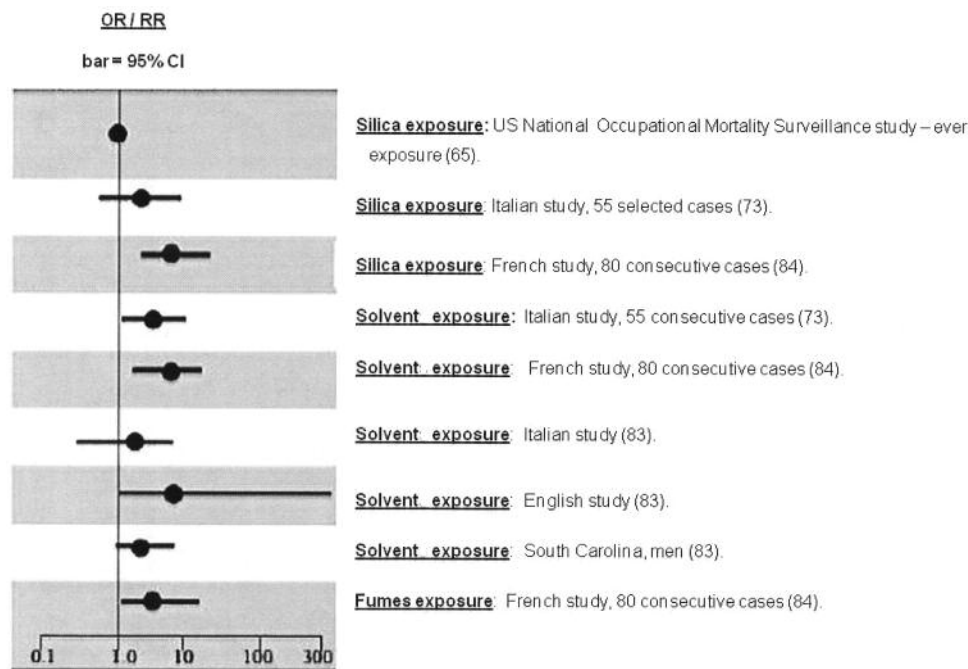 OR / RR
bar = 95% CI
Silica exposure: US National Occupational Mortality Surveillance study – ever
exposure (65).
Silica exposure: Italian study, 55 selected cases (73).
Silica exposure: French study, 80 consecutive cases (84).
Solvent exposure: Italian study, 55 consecutive cases (73).
Solvent exposure: French study, 80 consecutive cases (84).
Solvent exposure: Italian study (83).
Solvent exposure: English study (83).
Solvent exposure: South Carolina, men (83).
Fumes exposure: French study, 80 consecutive cases (84).
0.1 1.0 10 100 300